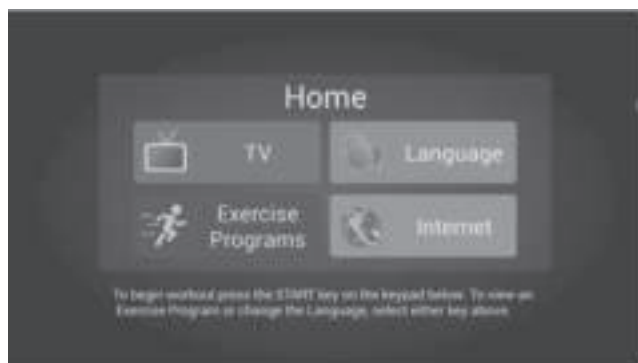 Home
TV
Language
Exercise
Programs
Internet
To begin workout press the START key on the keypad below. To view an
Exercise Program or change the Language, select either key above